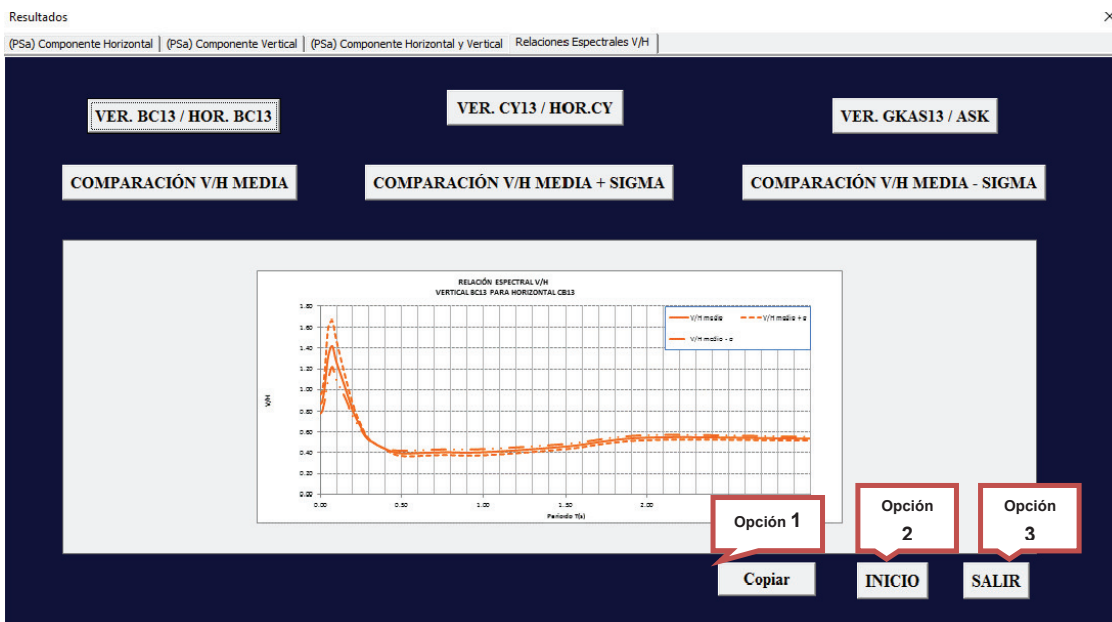 Resultados
×
(PSa) Componente Horizontal
(PSa) Componente Vertical
(PSa) Componente Horizontal y Vertical
Relaciones Espectrales V/H
VER. BC13 / HOR. BC13
VER. CY13 / HOR.CY
VER. GKAS13 / ASK
COMPARACIÓN V/H MEDIA
COMPARACIÓN V/H MEDIA + SIGMA
COMPARACIÓN V/H MEDIA - SIGMA
RELACIÓN ESPECTRAL V/H
VERTICAL BC13 PARA HORIZONTAL CB13
V/H media
V/H media + σ
V/H media - σ
1.80
1.60
1.40
1.20
1.00
0.80
0.60
0.40
0.20
0.00
V/H
0.00
0.50
1.00
1.50
2.00
Periodo T(s)
Opción 1
Opción
2
Opción
3
Copiar
INICIO
SALIR